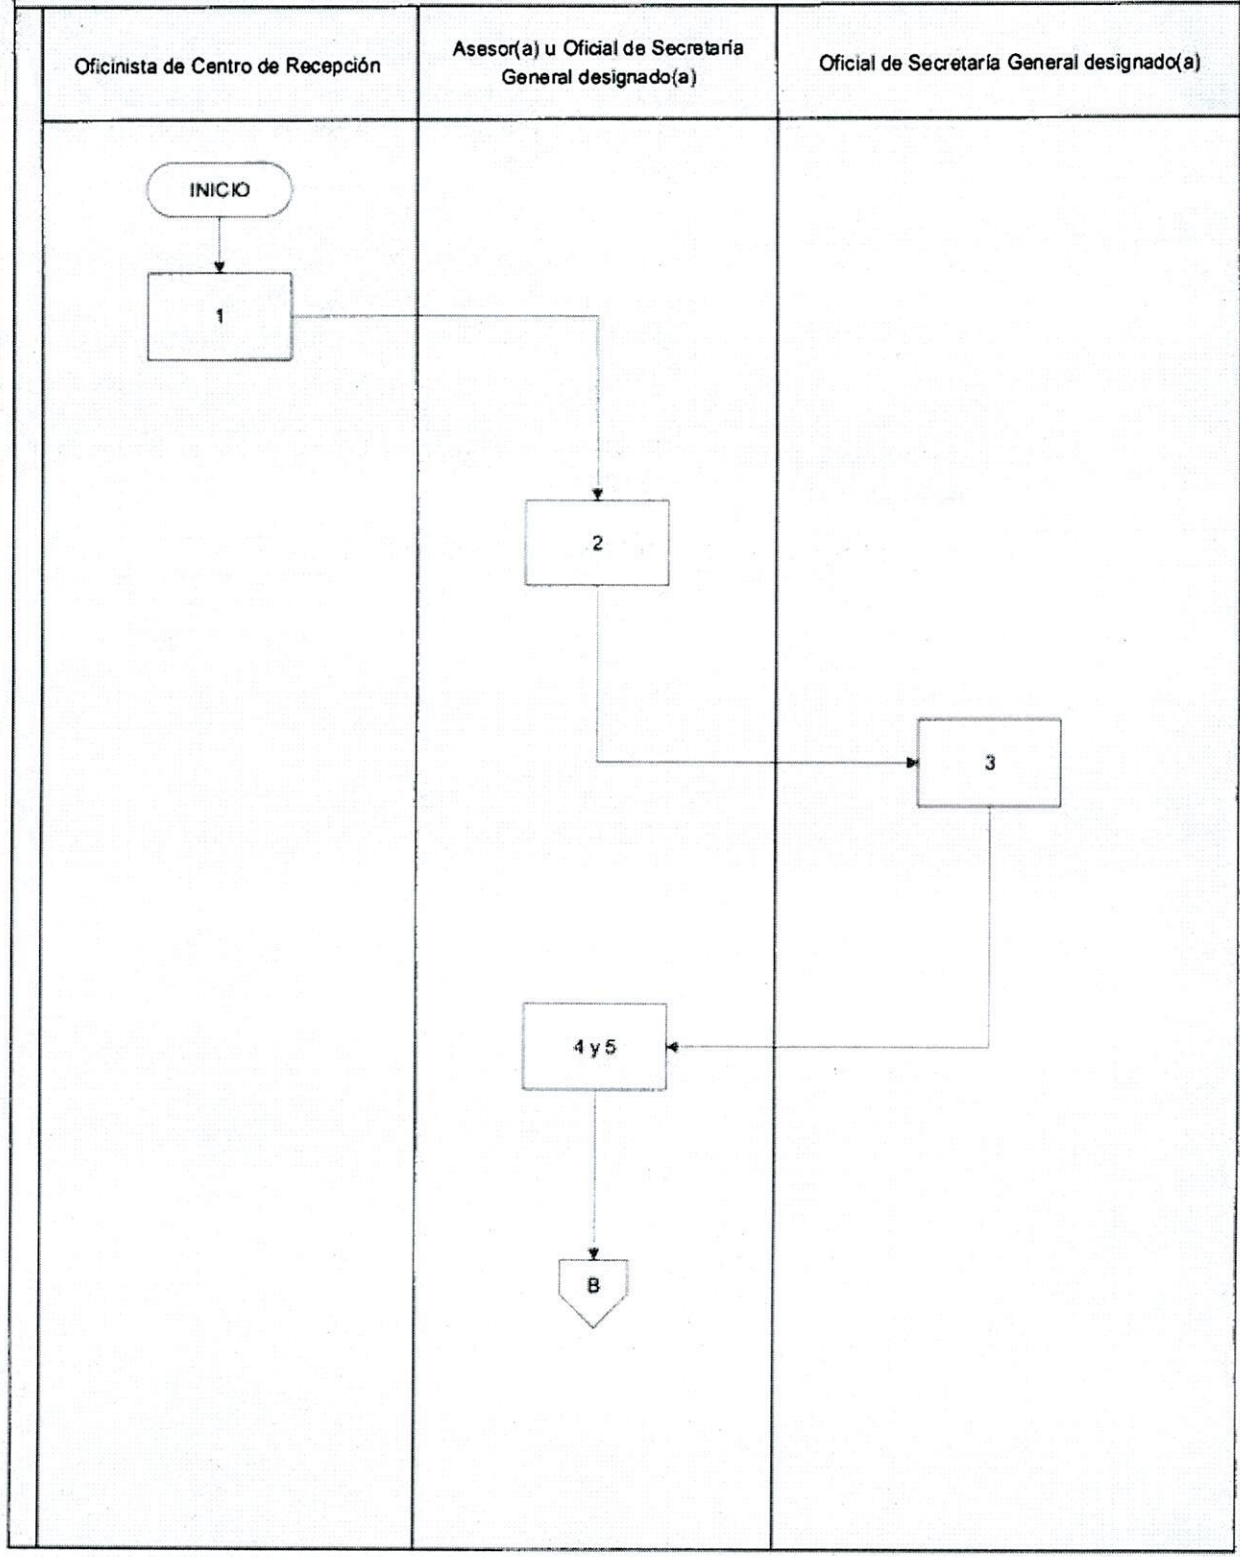 Oficinista de Centro de Recepción
Asesor(a) u Oficial de Secretaría
General designado(a)
Oficial de Secretaría General designado(a)
INICIO
1
2
3
4 y 5
B